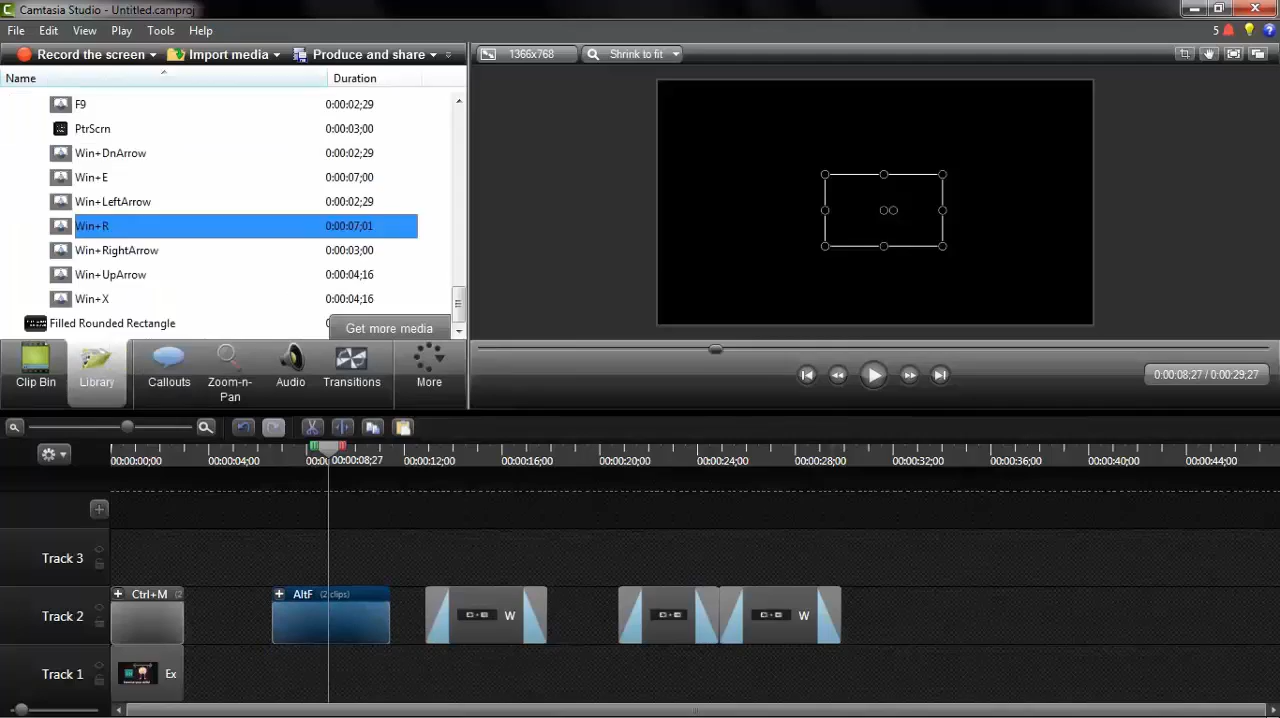 Camtasia Studio - Untitled.camproj
File Edit View Play Tools Help 5
Record the screen Import media Produce and share 1366x768 Shrink to fit
Name Duration
F9 0:00:02;29
PtrScrn 0:00:03;00
Win+DnArrow 0:00:02;29
Win+E 0:00:07;00
Win+LeftArrow 0:00:02;29
Win+R 0:00:07;01
Win+RightArrow 0:00:03;00
Win+UpArrow 0:00:04;16
Win+X 0:00:04;16
Filled Rounded Rectangle
Get more media
Clip Bin Library Callouts Zoom-n-Pan Audio Transitions More
0:00:08;27 / 0:00:29;27
00:00:00;00 00:00:04;00 00:00:08;27 00:00:12;00 00:00:16;00 00:00:20;00 00:00:24;00 00:00:28;00 00:00:32;00 00:00:36;00 00:00:40;00 00:00:44;00
Track 3
Ctrl+M (2 AltF (2 clips)
Track 2 W W
Track 1 Ex